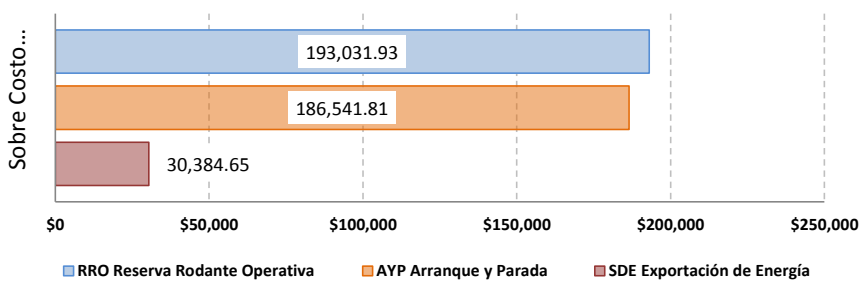 Sobre Costo...
193,031.93
186,541.81
30,384.65
$0 $50,000 $100,000 $150,000 $200,000 $250,000
RRO Reserva Rodante Operativa AYP Arranque y Parada SDE Exportación de Energía